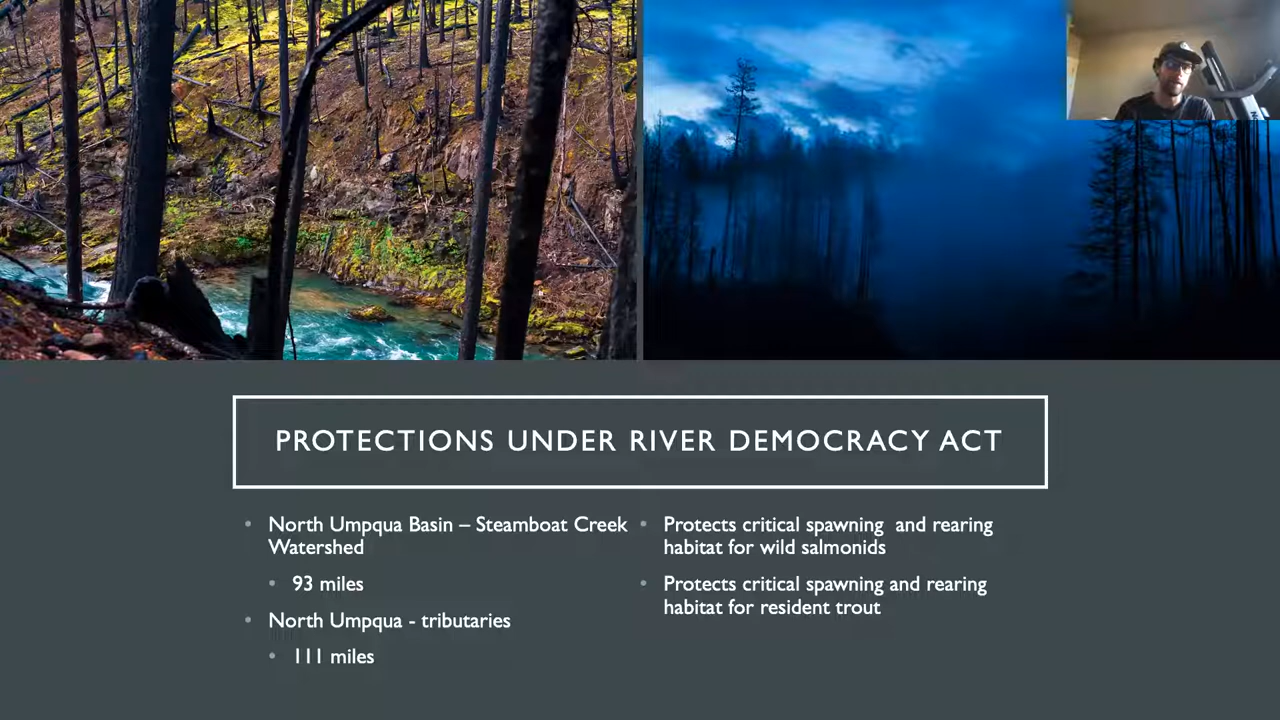 PROTECTIONS UNDER RIVER DEMOCRACY ACT
• North Umpqua Basin – Steamboat Creek
Watershed
• 93 miles
• North Umpqua - tributaries
• 111 miles
• Protects critical spawning and rearing
habitat for wild salmonids
• Protects critical spawning and rearing
habitat for resident trout